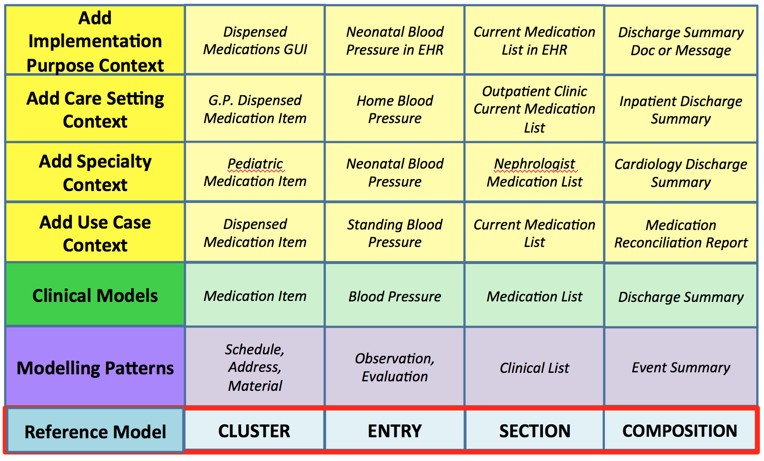 Add
Implementation
Purpose Context
Dispensed
Medications GUI
Neonatal Blood
Pressure in EHR
Current Medication
List in EHR
Discharge Summary
Doc or Message
Add Care Setting
Context
G.P. Dispensed
Medication Item
Home Blood
Pressure
Outpatient Clinic
Current Medication
List
Inpatient Discharge
Summary
Add Specialty
Context
Pediatric
Medication Item
Neonatal Blood
Pressure
Nephrologist
Medication List
Cardiology Discharge
Summary
Add Use Case
Context
Dispensed
Medication Item
Standing Blood
Pressure
Current Medication
List
Medication
Reconciliation Report
Clinical Models
Medication Item
Blood Pressure
Medication List
Discharge Summary
Modelling Patterns
Schedule,
Address,
Material
Observation,
Evaluation
Clinical List
Event Summary
Reference Model
CLUSTER
ENTRY
SECTION
COMPOSITION